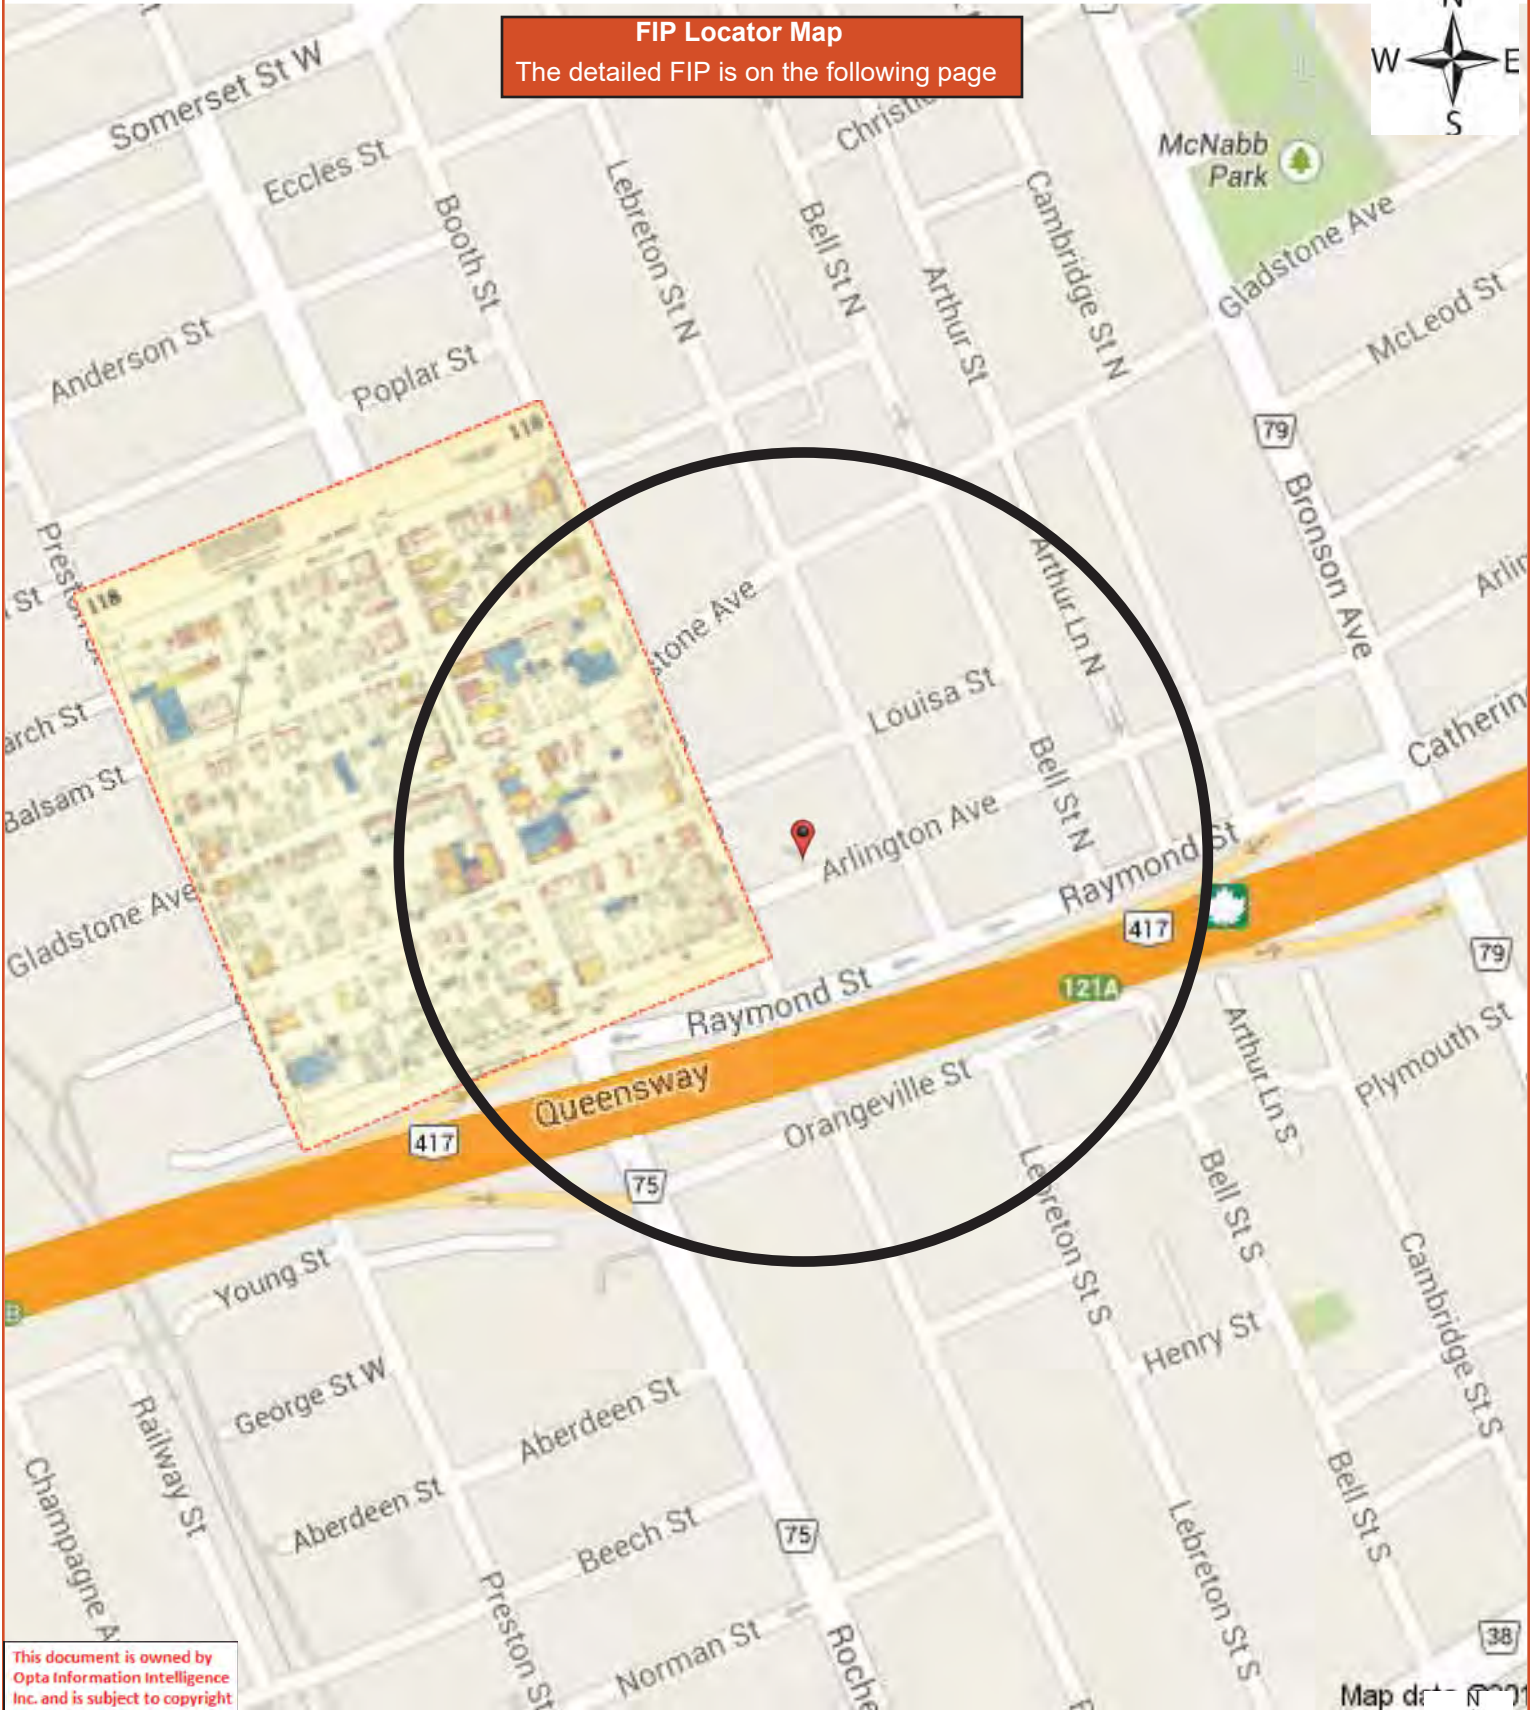 FIP Locator Map
The detailed FIP is on the following page
N
W
E
S
Somerset St W
Eccles St
Booth St
Lebreton St N
Bell St N
Arthur St
Cambridge St N
McNabb
Park
Gladstone Ave
McLeod St
Anderson St
Poplar St
118
79
Bronson Ave
118
Arthur Ln N
Louisa St
Balsam St
Bell St N
Arlington Ave
Raymond St
Gladstone Ave
417
79
121A
Raymond St
Queensway
417
Orangeville St
Arthur Ln S
Plymouth St
75
Lebreton St S
Bell St S
Cambridge St S
Young St
Henry St
George St W
Railway St
Aberdeen St
Aberdeen St
Beech St
75
Bell St S
Lebreton St S
Preston St
Norman St
38
This document is owned by
Opta Information Intelligence
Inc. and is subject to copyright
N